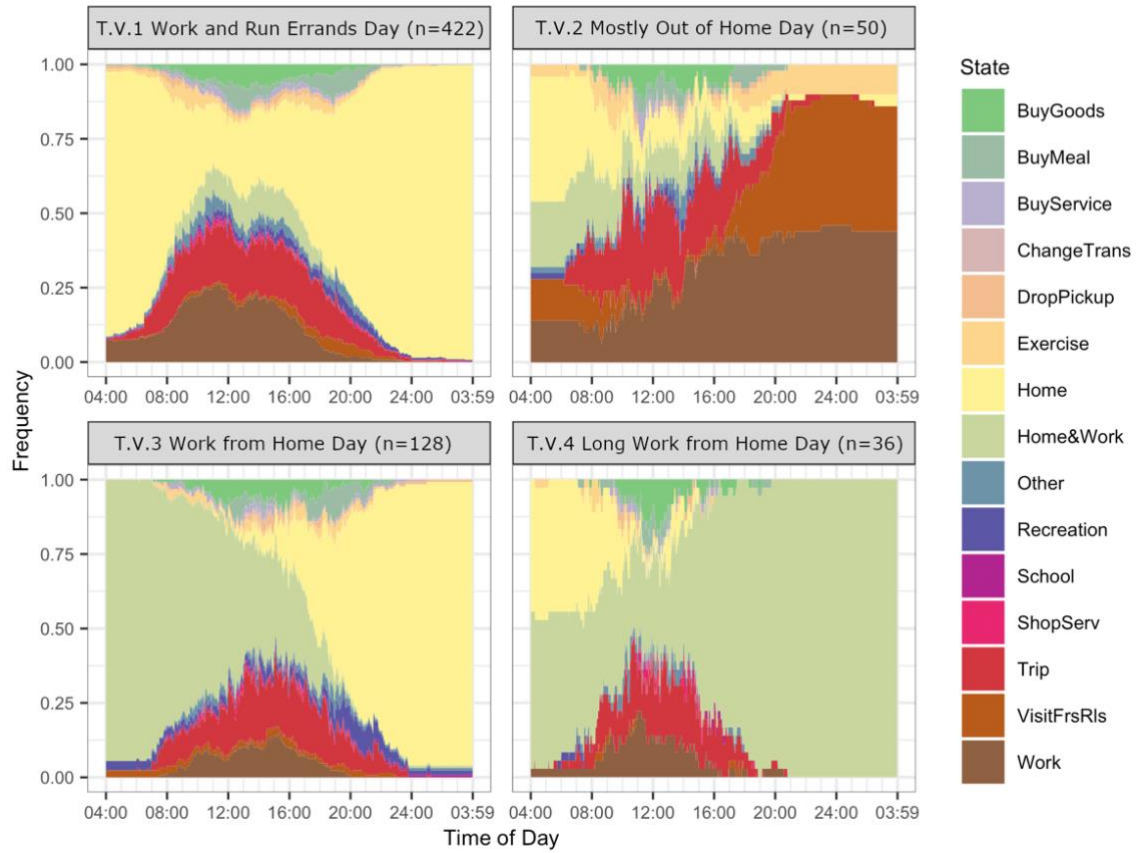 T.V.1 Work and Run Errands Day (n=422)
T.V.2 Mostly Out of Home Day (n=50)
1.00
0.75
0.50
0.25
0.00
04:00 08:00 12:00 16:00 20:00 24:00 03:59
04:00 08:00 12:00 16:00 20:00 24:00 03:59
Frequency
T.V.3 Work from Home Day (n=128)
T.V.4 Long Work from Home Day (n=36)
1.00
0.75
0.50
0.25
0.00
04:00 08:00 12:00 16:00 20:00 24:00 03:59
04:00 08:00 12:00 16:00 20:00 24:00 03:59
Time of Day
State
BuyGoods
BuyMeal
BuyService
ChangeTrans
DropPickup
Exercise
Home
Home&Work
Other
Recreation
School
ShopServ
Trip
VisitFrsRls
Work